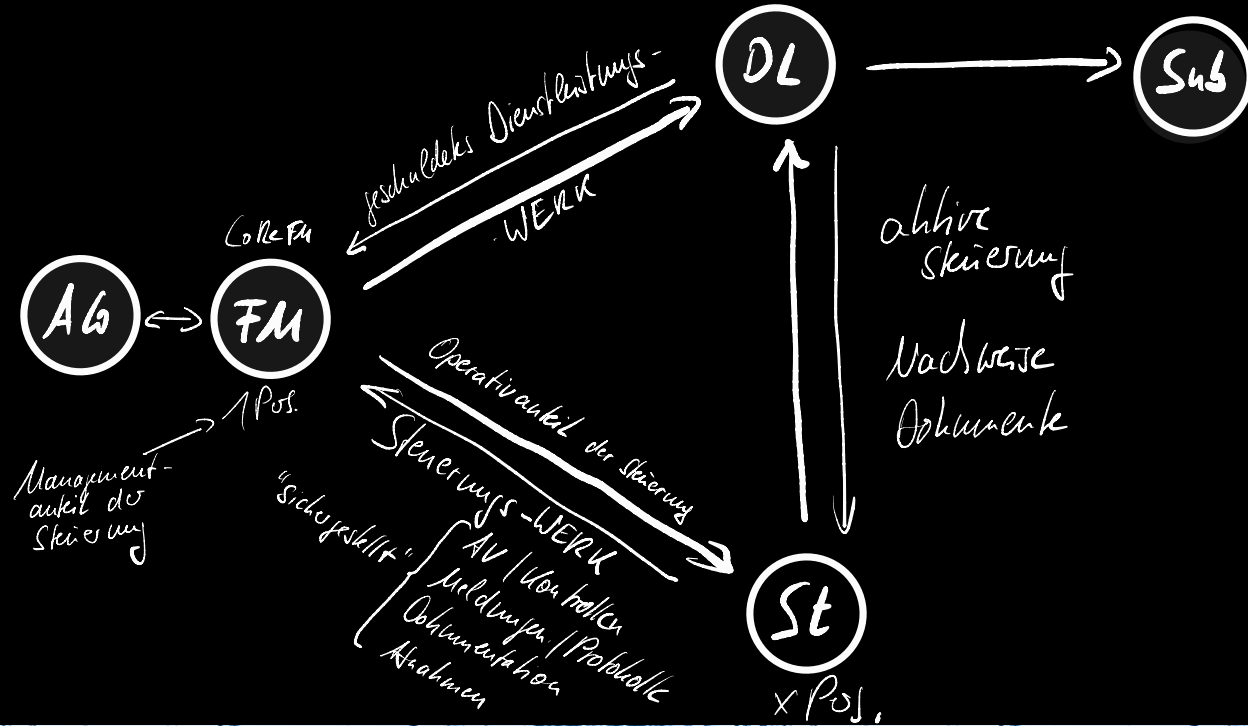 DL
Sub
geschuldetes Dienstleistungs-
WERK
CoReFM
AG
FM
1 Pos.
Management-
anteil der
Steuerung
Operativanteil der Steuerung
Steuerungs-WERK
"sichergestellt"
AV / Kontrollen
Meldungen / Protokolle
Dokumentation
Abnahmen
aktive
Steuerung
Nachweise
Dokumente
St
x Pos.